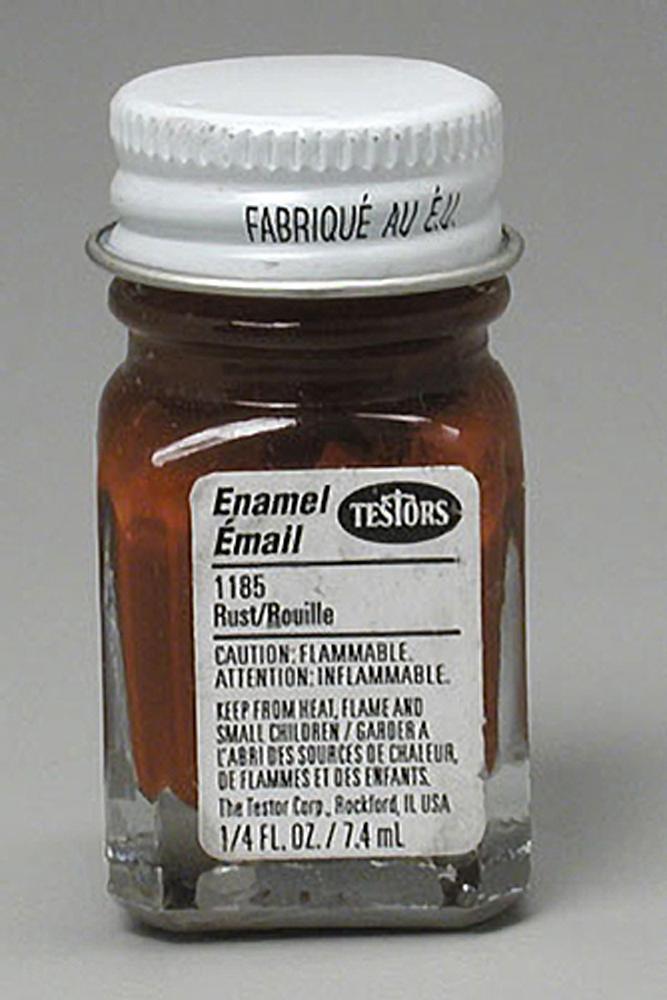 FABRIQUÉ AU É.U.
Enamel
Émail
TESTORS
1185
Rust/Rouille
CAUTION: FLAMMABLE.
ATTENTION: INFLAMMABLE.
KEEP FROM HEAT, FLAME AND
SMALL CHILDREN / GARDER A
L'ABRI DES SOURCES DE CHALEUR,
DE FLAMMES ET DES ENFANTS.
The Testor Corp., Rockford, IL USA
1/4 FL. OZ. / 7.4 mL